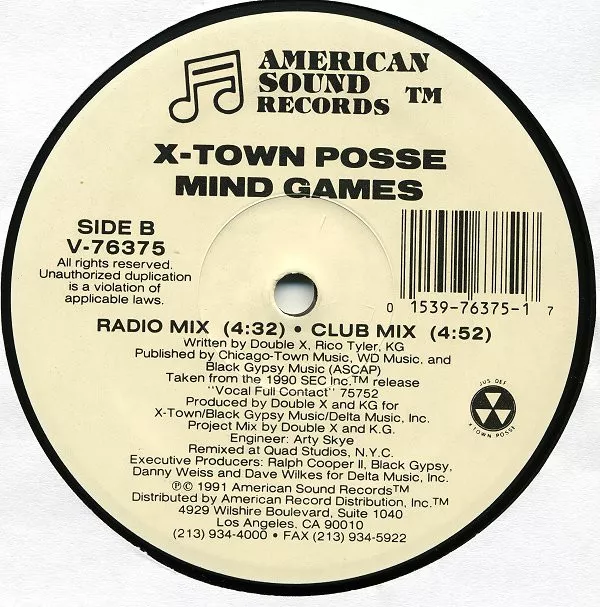 AMERICAN
SOUND
RECORDS TM
X-TOWN POSSE
MIND GAMES
SIDE B
V-76375
All rights reserved.
Unauthorized duplication
is a violation of
applicable laws.
0 1539-76375-1 7
RADIO MIX (4:32) • CLUB MIX (4:52)
Written by Double X, Rico Tyler, KG
Published by Chicago-Town Music, WD Music, and
Black Gypsy Music (ASCAP)
Taken from the 1990 SEC Inc.™ release
"Vocal Full Contact" 75752
Produced by Double X and KG for
X-Town/Black Gypsy Music/Delta Music, Inc.
Project Mix by Double X and K.G.
Engineer: Arty Skye
Remixed at Quad Studios, N.Y.C.
Executive Producers: Ralph Cooper II, Black Gypsy,
Danny Weiss and Dave Wilkes for Delta Music, Inc.
℗© 1991 American Sound Records™
Distributed by American Record Distribution, Inc.™
4929 Wilshire Boulevard, Suite 1040
Los Angeles, CA 90010
(213) 934-4000 • FAX (213) 934-5922
JUS DEF
X TOWN POSSE